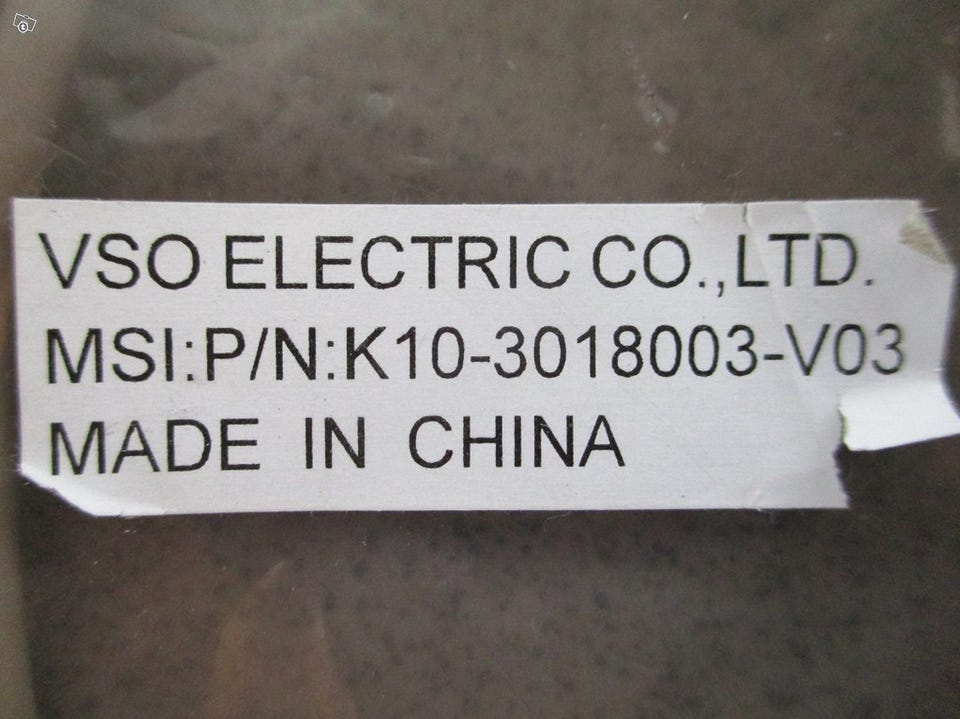 VSO ELECTRIC CO.,LTD.
MSI:P/N:K10-3018003-V03
MADE IN CHINA